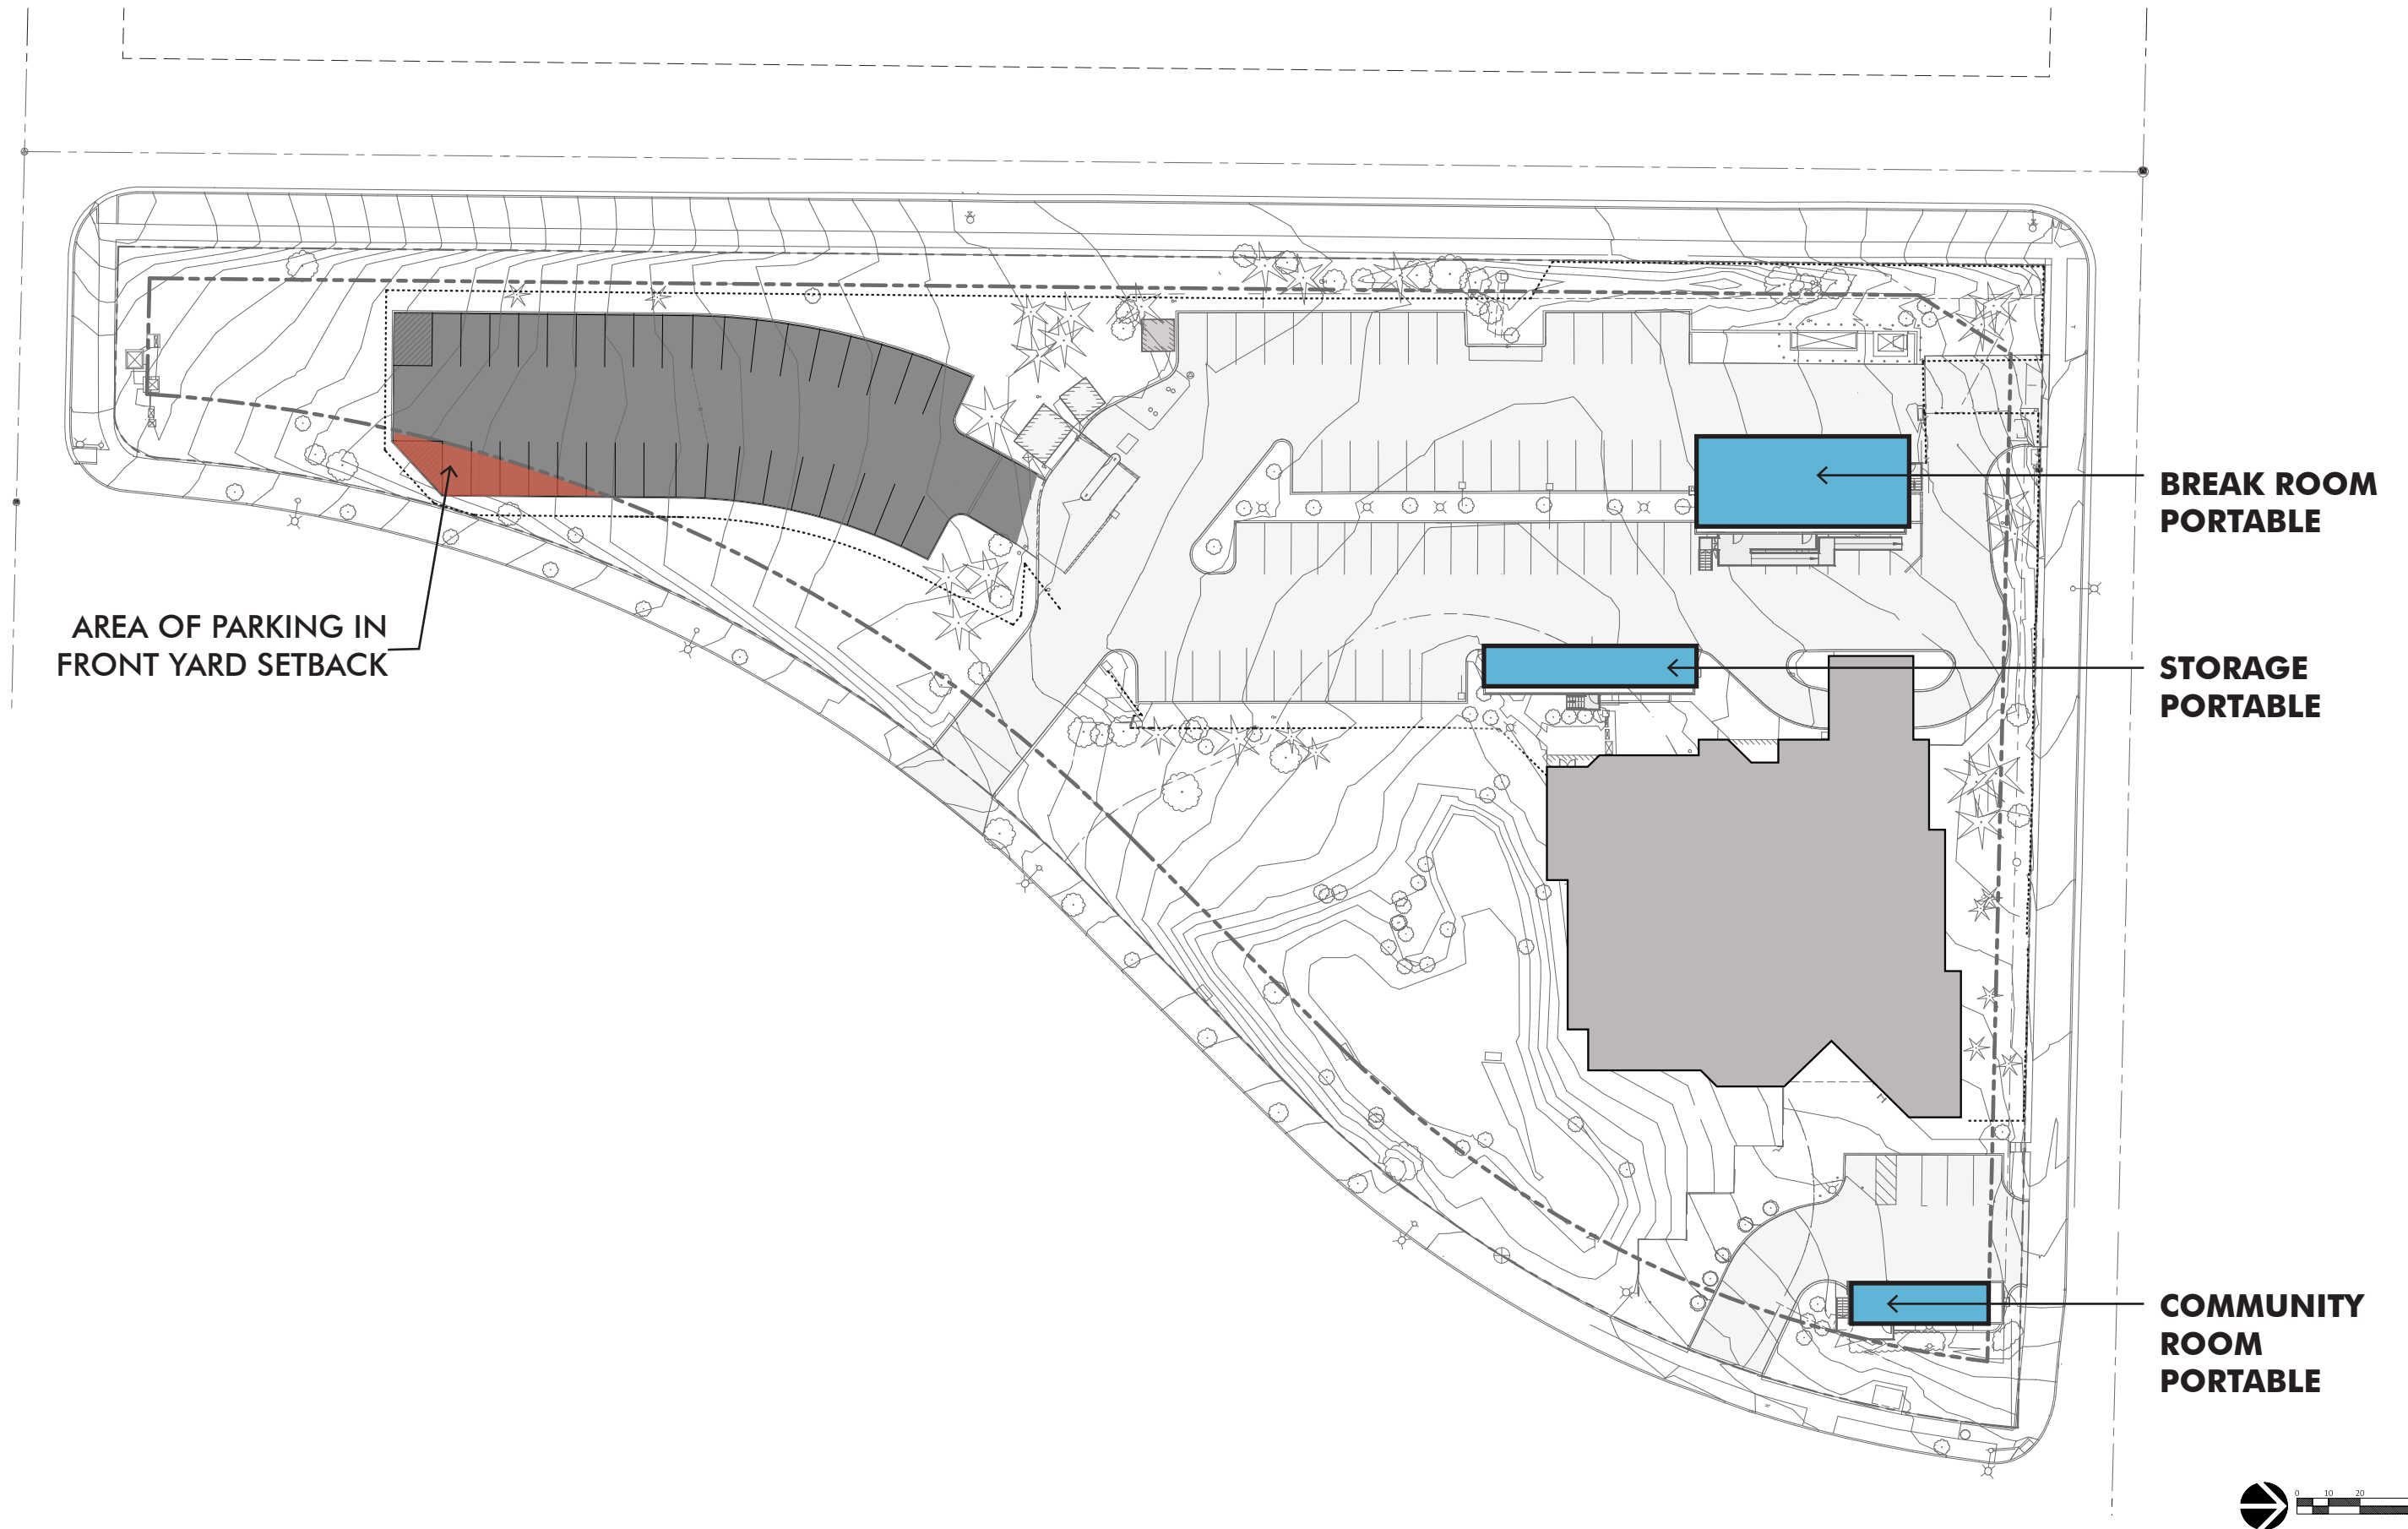 BREAK ROOM
PORTABLE
AREA OF PARKING IN
FRONT YARD SETBACK
STORAGE
PORTABLE
COMMUNITY
ROOM
PORTABLE
0 10 20